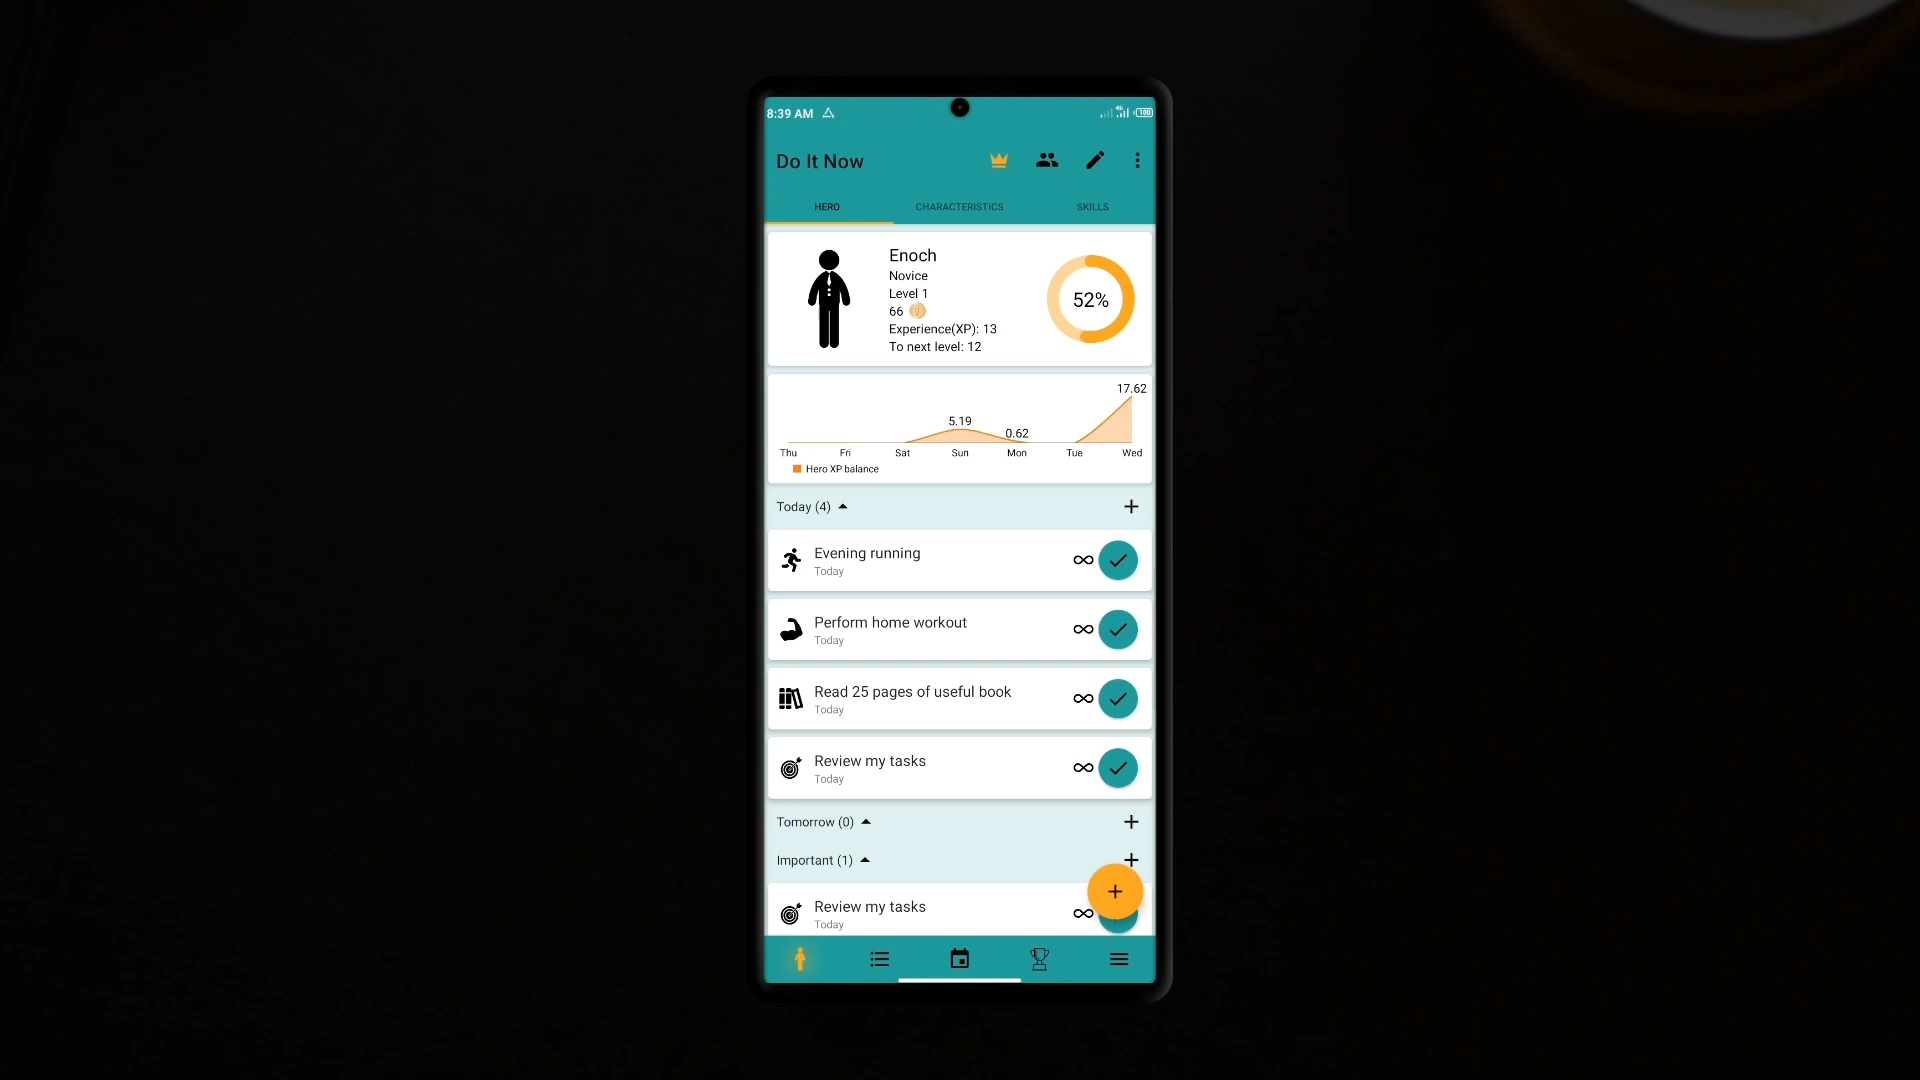 8:39 AM
4G
100
Do It Now
HERO
CHARACTERISTICS
SKILLS
Enoch
Novice
Level 1
66
Experience(XP): 13
To next level: 12
52%
17.62
5.19
0.62
Thu Fri Sat Sun Mon Tue Wed
Hero XP balance
Today (4)
Evening running
Today
Perform home workout
Today
Read 25 pages of useful book
Today
Review my tasks
Today
Tomorrow (0)
Important (1)
Review my tasks
Today